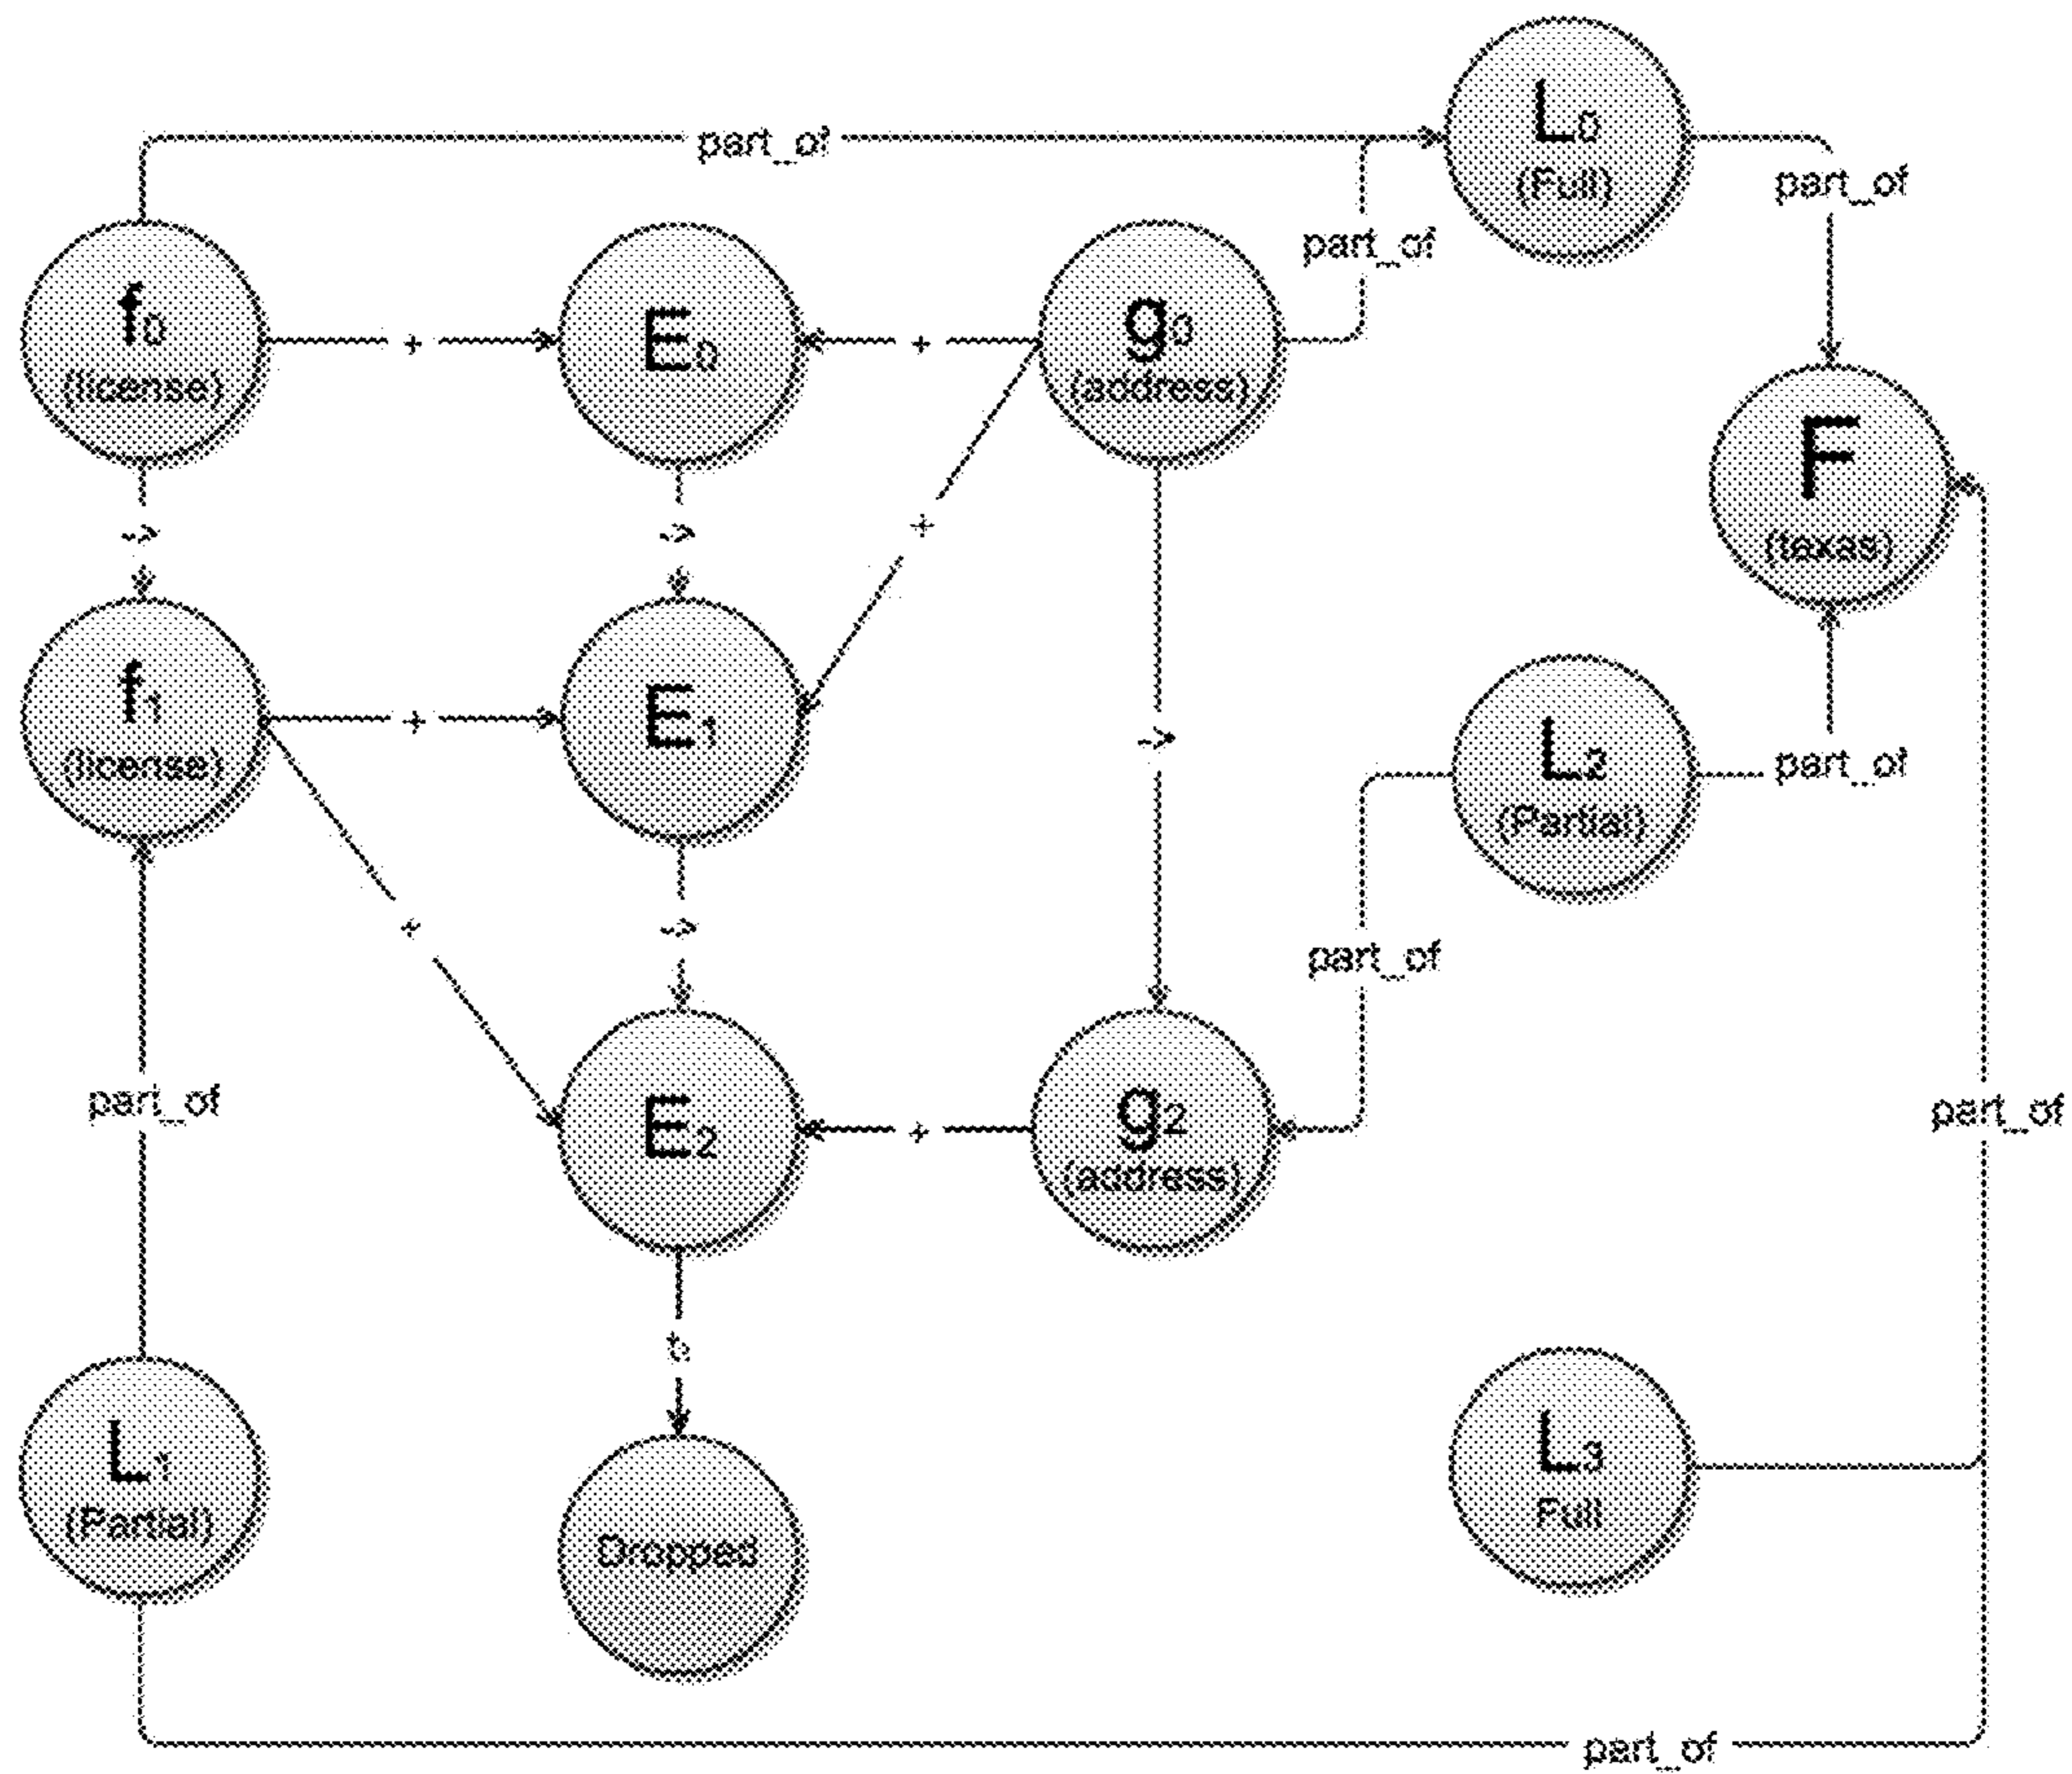 L0
(Full)
part_of
part_of
part_of
f0
(license)
+
E0
+
g0
(address)
F
(texas)
->
->
+
->
f1
(license)
+
E1
L2
(Partial)
part_of
+
->
part_of
part_of
E2
+
g2
(address)
part_of
L1
(Partial)
Dropped
L3
Full
part_of